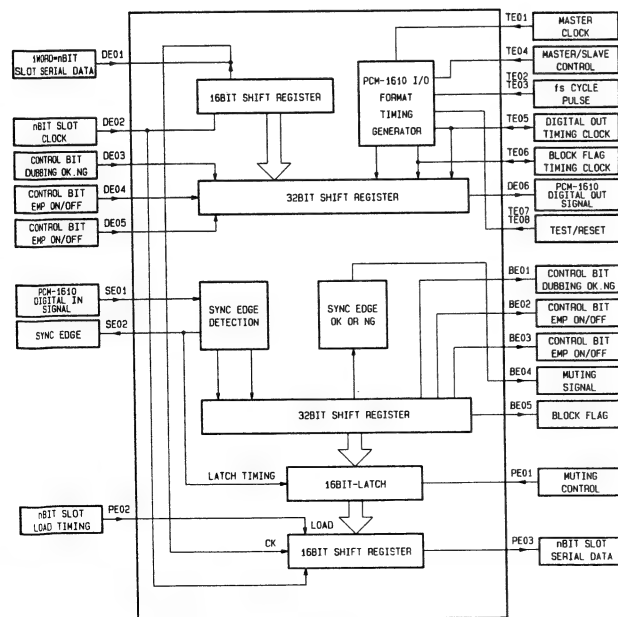 1WORD=nBIT
SLOT SERIAL DATA
DE01
nBIT SLOT
CLOCK
DE02
CONTROL BIT
DUBBING OK.NG
DE03
CONTROL BIT
EMP ON/OFF
DE04
CONTROL BIT
EMP ON/OFF
DE05
16BIT SHIFT REGISTER
PCM-1610 I/O
FORMAT
TIMING
GENERATOR
32BIT SHIFT REGISTER
TE01
MASTER
CLOCK
TE04
MASTER/SLAVE
CONTROL
TE02
TE03
fs CYCLE
PULSE
TE05
DIGITAL OUT
TIMING CLOCK
TE06
BLOCK FLAG
TIMING CLOCK
DE06
PCM-1610
DIGITAL OUT
SIGNAL
TE07
TE08
TEST/RESET
PCM-1610
DIGITAL IN
SIGNAL
SE01
SYNC EDGE
SE02
SYNC EDGE
DETECTION
SYNC EDGE
OK OR NG
BE01
CONTROL BIT
DUBBING OK.NG
BE02
CONTROL BIT
EMP ON/OFF
BE03
CONTROL BIT
EMP ON/OFF
BE04
MUTING
SIGNAL
BE05
BLOCK FLAG
32BIT SHIFT REGISTER
LATCH TIMING
16BIT-LATCH
PE01
MUTING
CONTROL
nBIT SLOT
LOAD TIMING
PE02
LOAD
CK
16BIT SHIFT REGISTER
PE03
nBIT SLOT
SERIAL DATA